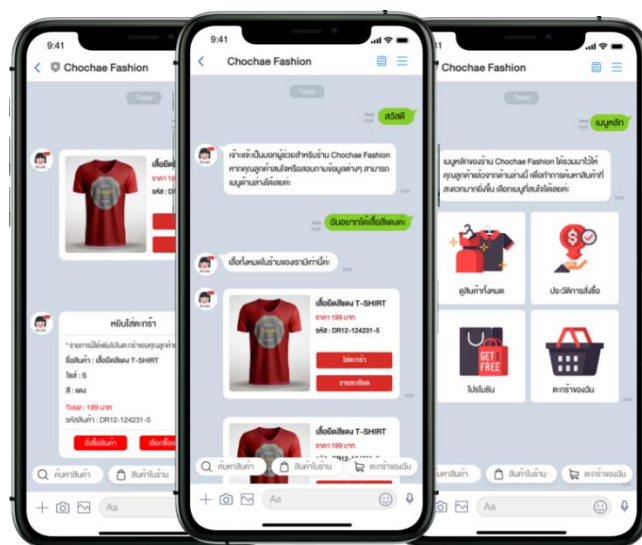 9:41
Chochae Fashion
Today
เสื้อยืดสีแดง
ราคา 199 บ
รหัส : DR
หยิบใส่ตะกร้า
ชื่อสินค้า : เสื้อยืดสีแดง T-SHIRT
ไซส์ : S
สี : แดง
Total : 199 บาท
รหัสสินค้า : DR12-124231-5
สั่งซื้อสินค้า
ค้นหาสินค้า
สินค้าใน
Aa
9:41
Chochae Fashion
Today
สวัสดี
เจ๊าะแจ๊ะเป็นบอทผู้ช่วยสำหรับร้าน Chochae Fashion
หากคุณลูกค้าสนใจหรือสอบถามข้อมูลต่างๆ สามารถ
เมนูด้านล่างได้เลยค่ะ
ฉันอยากได้เสื้อสีแดงค่ะ
เสื้อทั้งหมดในร้านของเรามีเท่านี้ค่ะ
เสื้อยืดสีแดง T-SHIRT
ราคา 199 บาท
รหัส : DR12-124231-5
ใส่ตะกร้า
รายละเอียด
เสื้อยืดสีแดง T-SHIRT
ราคา 199 บาท
ค้นหาสินค้า
สินค้าในร้าน
ตะกร้าของฉัน
Aa
9:41
Chochae Fashion
Today
เมนูหลัก
เมนูหลักของร้าน Chochae Fashion ได้รวมมาไว้ให้
คุณลูกค้าแล้วจากด้านล่างนี้ เพื่อทำการค้นหาสินค้าที่
สะดวกมากยิ่งขึ้น เลือกเมนูที่สนใจได้เลยค่ะ
ดูสินค้าทั้งหมด
ประวัติการสั่งซื้อ
GET 1 FREE
โปรโมชัน
ตะกร้าของฉัน
สินค้าในร้าน
ตะกร้าของฉัน
Aa